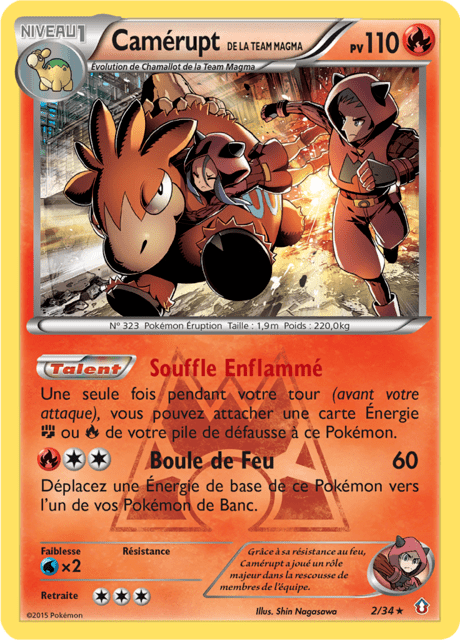 NIVEAU 1
Camérupt DE LA TEAM MAGMA PV110
Évolution de Chamallot de la Team Magma
N° 323 Pokémon Éruption Taille : 1,9m Poids : 220,0kg
Talent Souffle Enflammé
Une seule fois pendant votre tour (avant votre
attaque), vous pouvez attacher une carte Énergie
ou de votre pile de défausse à ce Pokémon.
Boule de Feu 60
Déplacez une Énergie de base de ce Pokémon vers
l'un de vos Pokémon de Banc.
Faiblesse Résistance
×2
Retraite
Grâce à sa résistance au feu,
Camérupt a joué un rôle
majeur dans la rescousse de
membres de l'équipe.
©2015 Pokémon Illus. Shin Nagasawa 2/34 ★